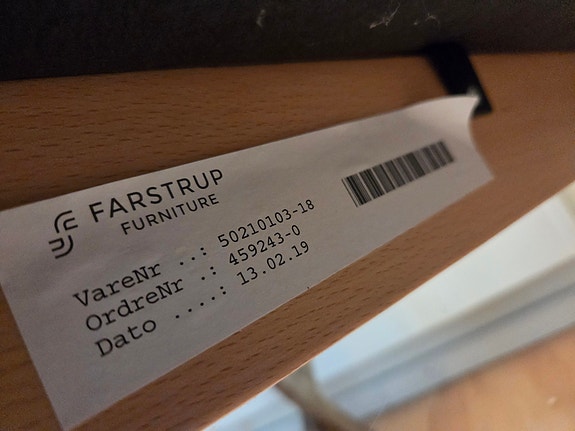 FARSTRUP
FURNITURE
VareNr ..: 50210103-18
OrdreNr .: 459243-0
Dato ....: 13.02.19